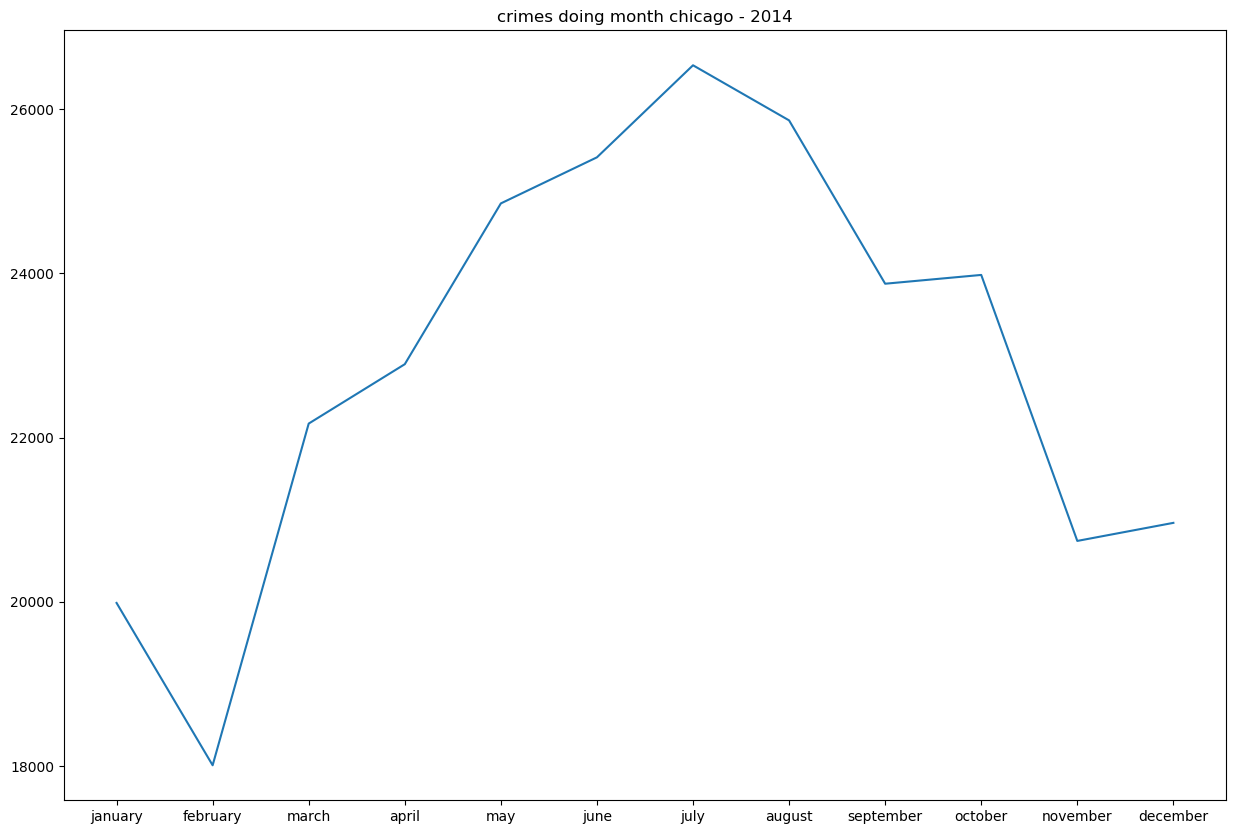 crimes doing month chicago - 2014
26000
24000
22000
20000
18000
january february march april may june july august september october november december